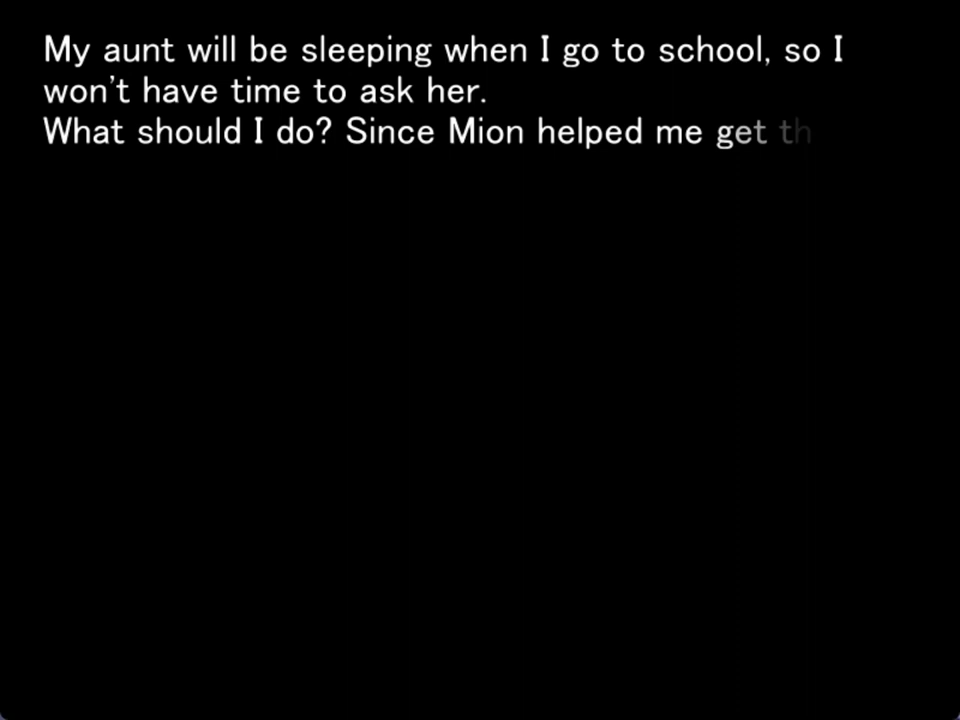 My aunt will be sleeping when I go to school, so I
won't have time to ask her.
What should I do? Since Mion helped me get th